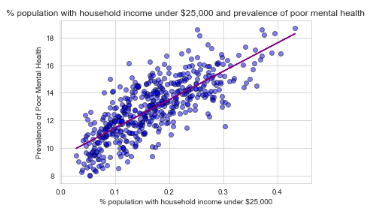 % population with household income under $25,000 and prevalence of poor mental health
Prevalence of Poor Mental Health
18
16
14
12
10
8
0.0 0.1 0.2 0.3 0.4
% population with household income under $25,000